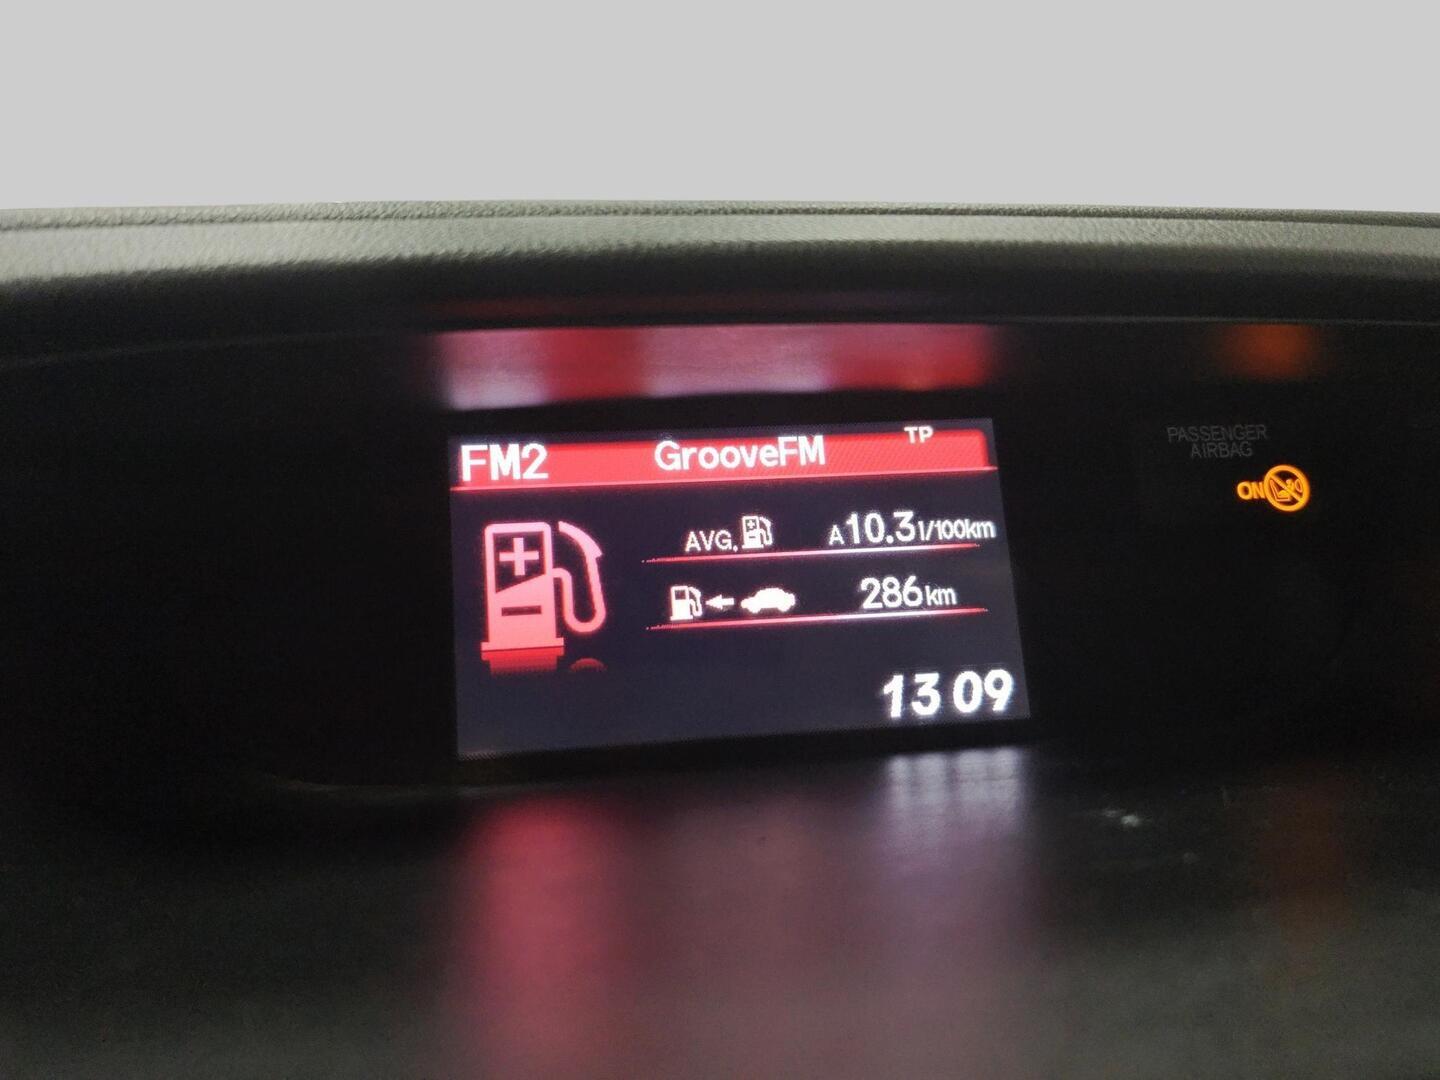 FM2 GrooveFM TP
AVG. A10.3l/100km
286km
13 09
PASSENGER
AIRBAG
ON